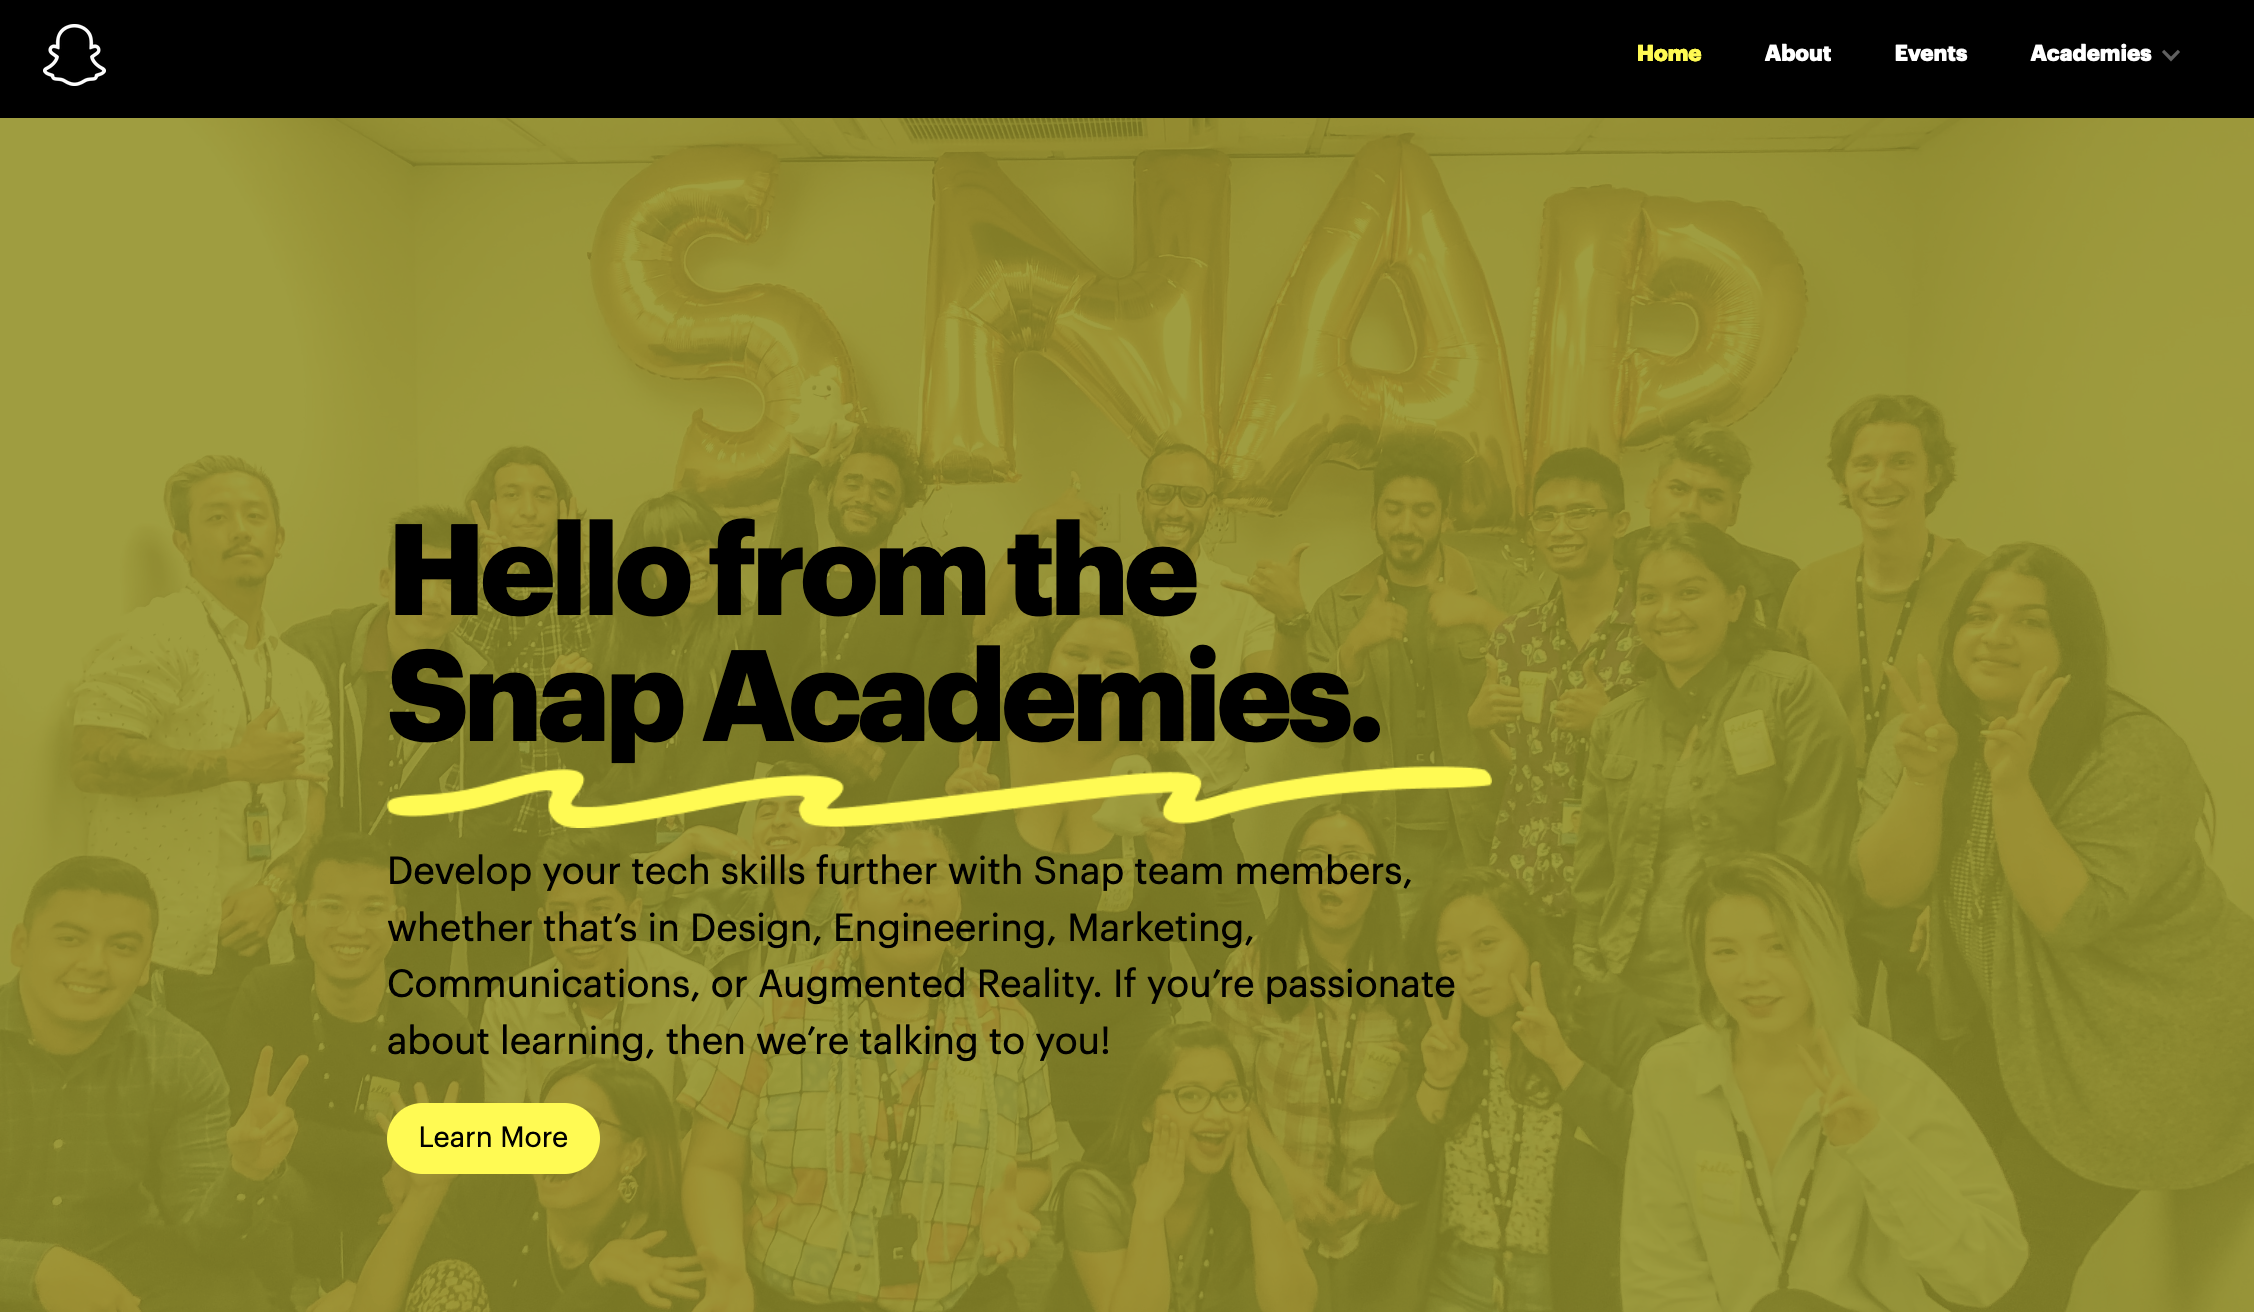 Home About Events Academies
SNAP
Hello from the
Snap Academies.
Develop your tech skills further with Snap team members,
whether that’s in Design, Engineering, Marketing,
Communications, or Augmented Reality. If you’re passionate
about learning, then we’re talking to you!
Learn More